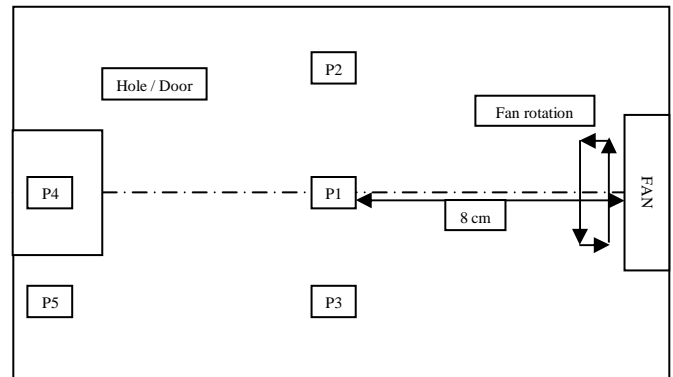 P2
Hole / Door
Fan rotation
P4
P1
FAN
8 cm
P5
P3